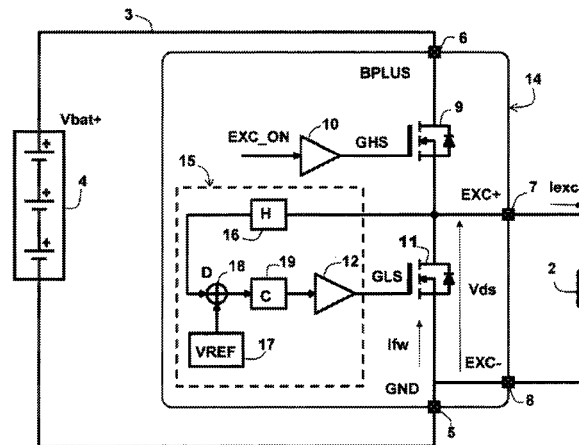 3
6
BPLUS
14
9
Vbat+
10
EXC_ON
GHS
15
EXC+
7
Iexc
4
H
16
11
D
18
19
12
C
GLS
Vds
2
VREF
17
Ifw
EXC-
GND
8
5
+
+
+